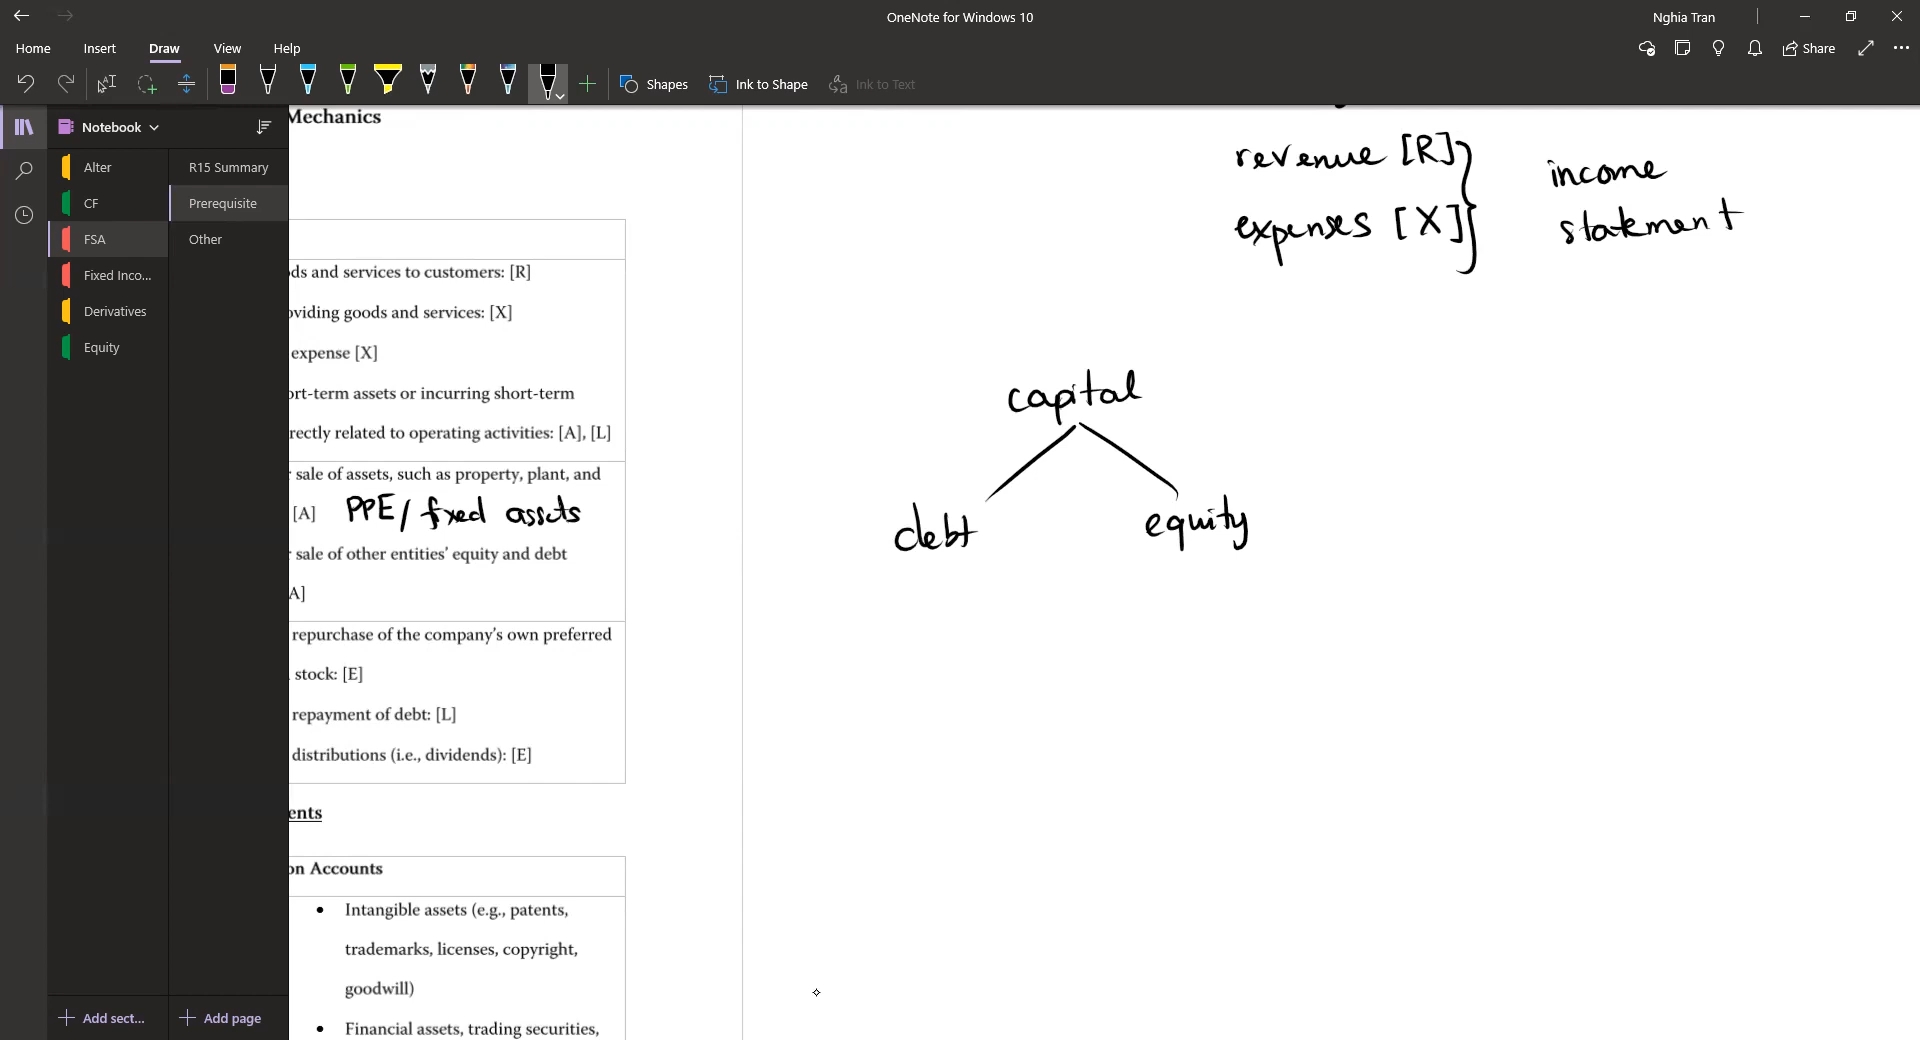 OneNote for Windows 10
Nghia Tran
Home Insert Draw View Help
Share
Shapes Ink to Shape Ink to Text
Notebook
Alter
CF
FSA
Fixed Inco...
Derivatives
Equity
Add sect...
R15 Summary
Prerequisite
Other
Add page
Mechanics
ods and services to customers: [R]
oviding goods and services: [X]
expense [X]
ort-term assets or incurring short-term
rectly related to operating activities: [A], [L]
r sale of assets, such as property, plant, and
[A] PPE/ fixed assets
r sale of other entities' equity and debt
A]
repurchase of the company's own preferred
stock: [E]
repayment of debt: [L]
distributions (i.e., dividends): [E]
ents
on Accounts
• Intangible assets (e.g., patents,
trademarks, licenses, copyright,
goodwill)
• Financial assets, trading securities,
revenue [R]
expenses [X]
income
statement
capital
debt equity